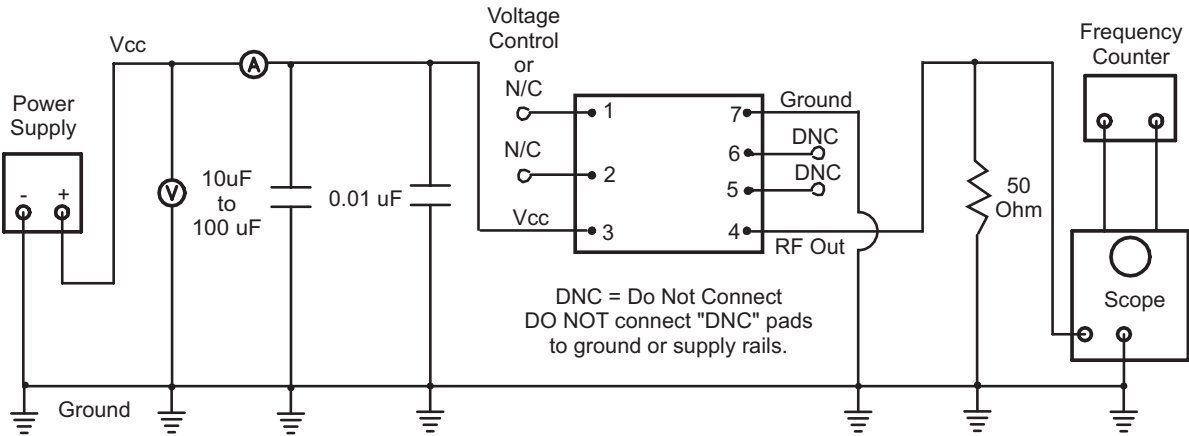 Voltage
Control
or
N/C
Frequency
Counter
Vcc
A
Power
Supply
- +
V
10uF
to
100 uF
0.01 uF
N/C
Vcc
1
2
3
7
6
5
4
Ground
DNC
DNC
RF Out
50
Ohm
Scope
DNC = Do Not Connect
DO NOT connect "DNC" pads
to ground or supply rails.
Ground